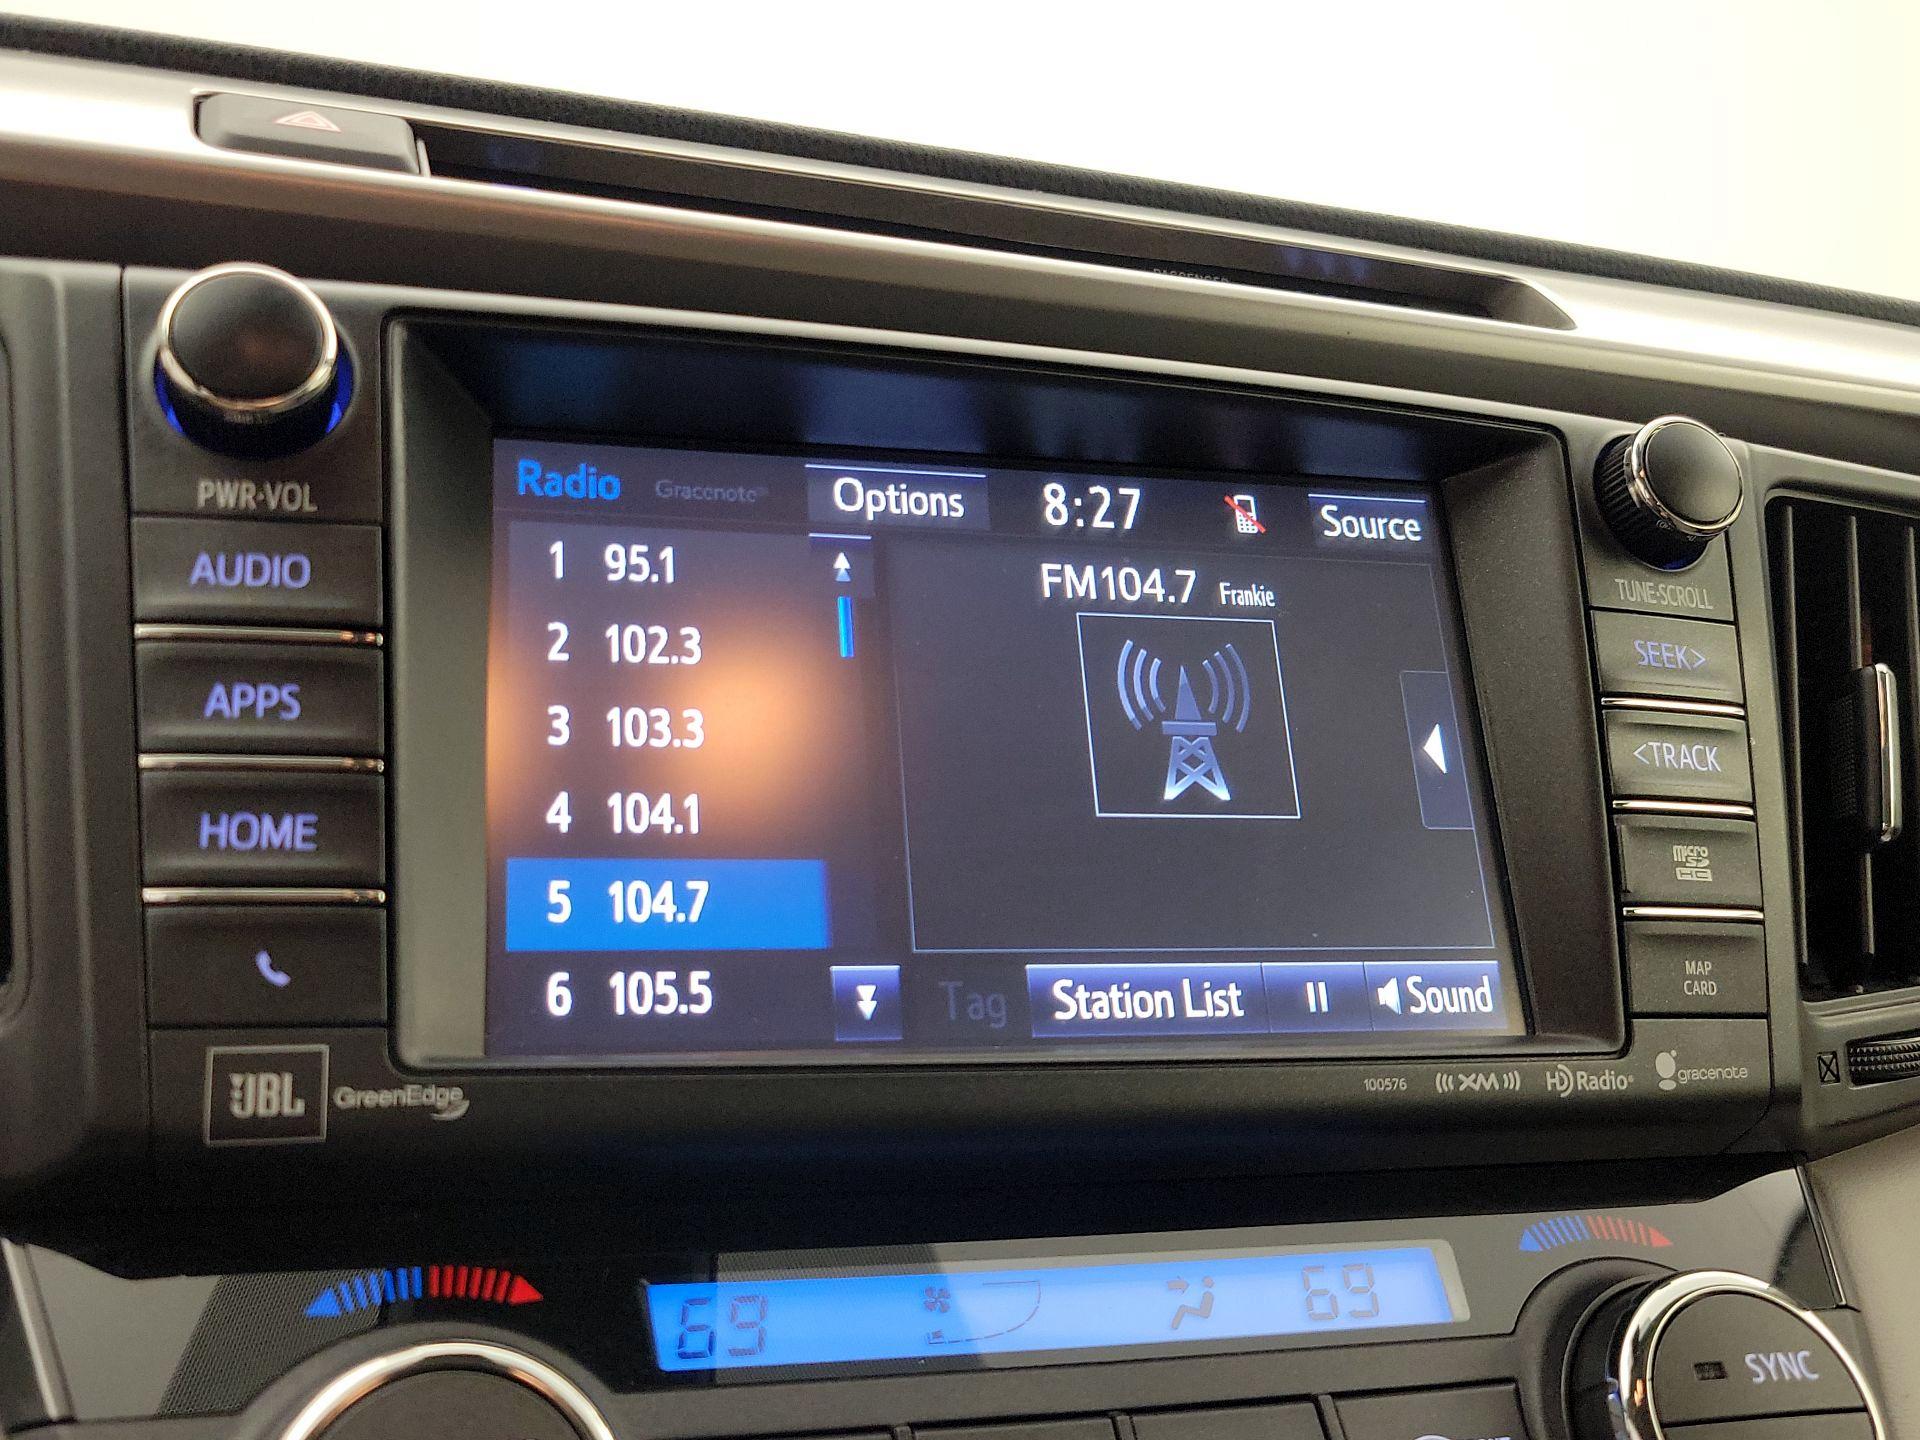 PASSENGER
PWR•VOL
AUDIO
APPS
HOME
JBL GreenEdge
Radio Gracenote Options 8:27 Source
1 95.1
2 102.3
3 103.3
4 104.1
5 104.7
6 105.5
FM104.7 Frankie
Tag Station List Sound
TUNE•SCROLL
SEEK>
<TRACK
micro SD HC
MAP
CARD
100576 XM HD Radio gracenote
69 69
SYNC